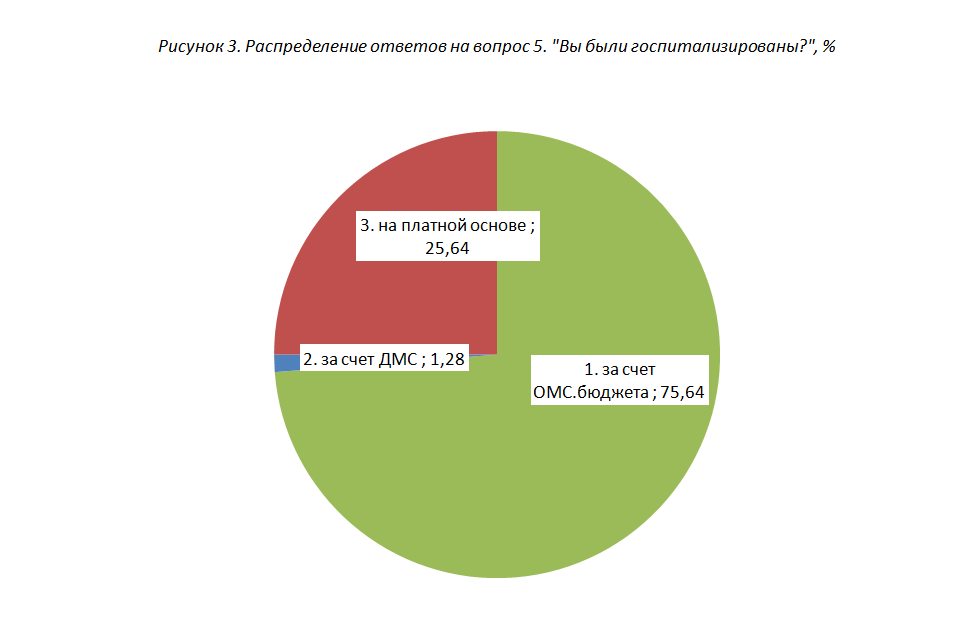 Рисунок 3. Распределение ответов на вопрос 5. "Вы были госпитализированы?", %
3. на платной основе ;
25,64
2. за счет ДМС ; 1,28
1. за счет
ОМС.бюджета ; 75,64